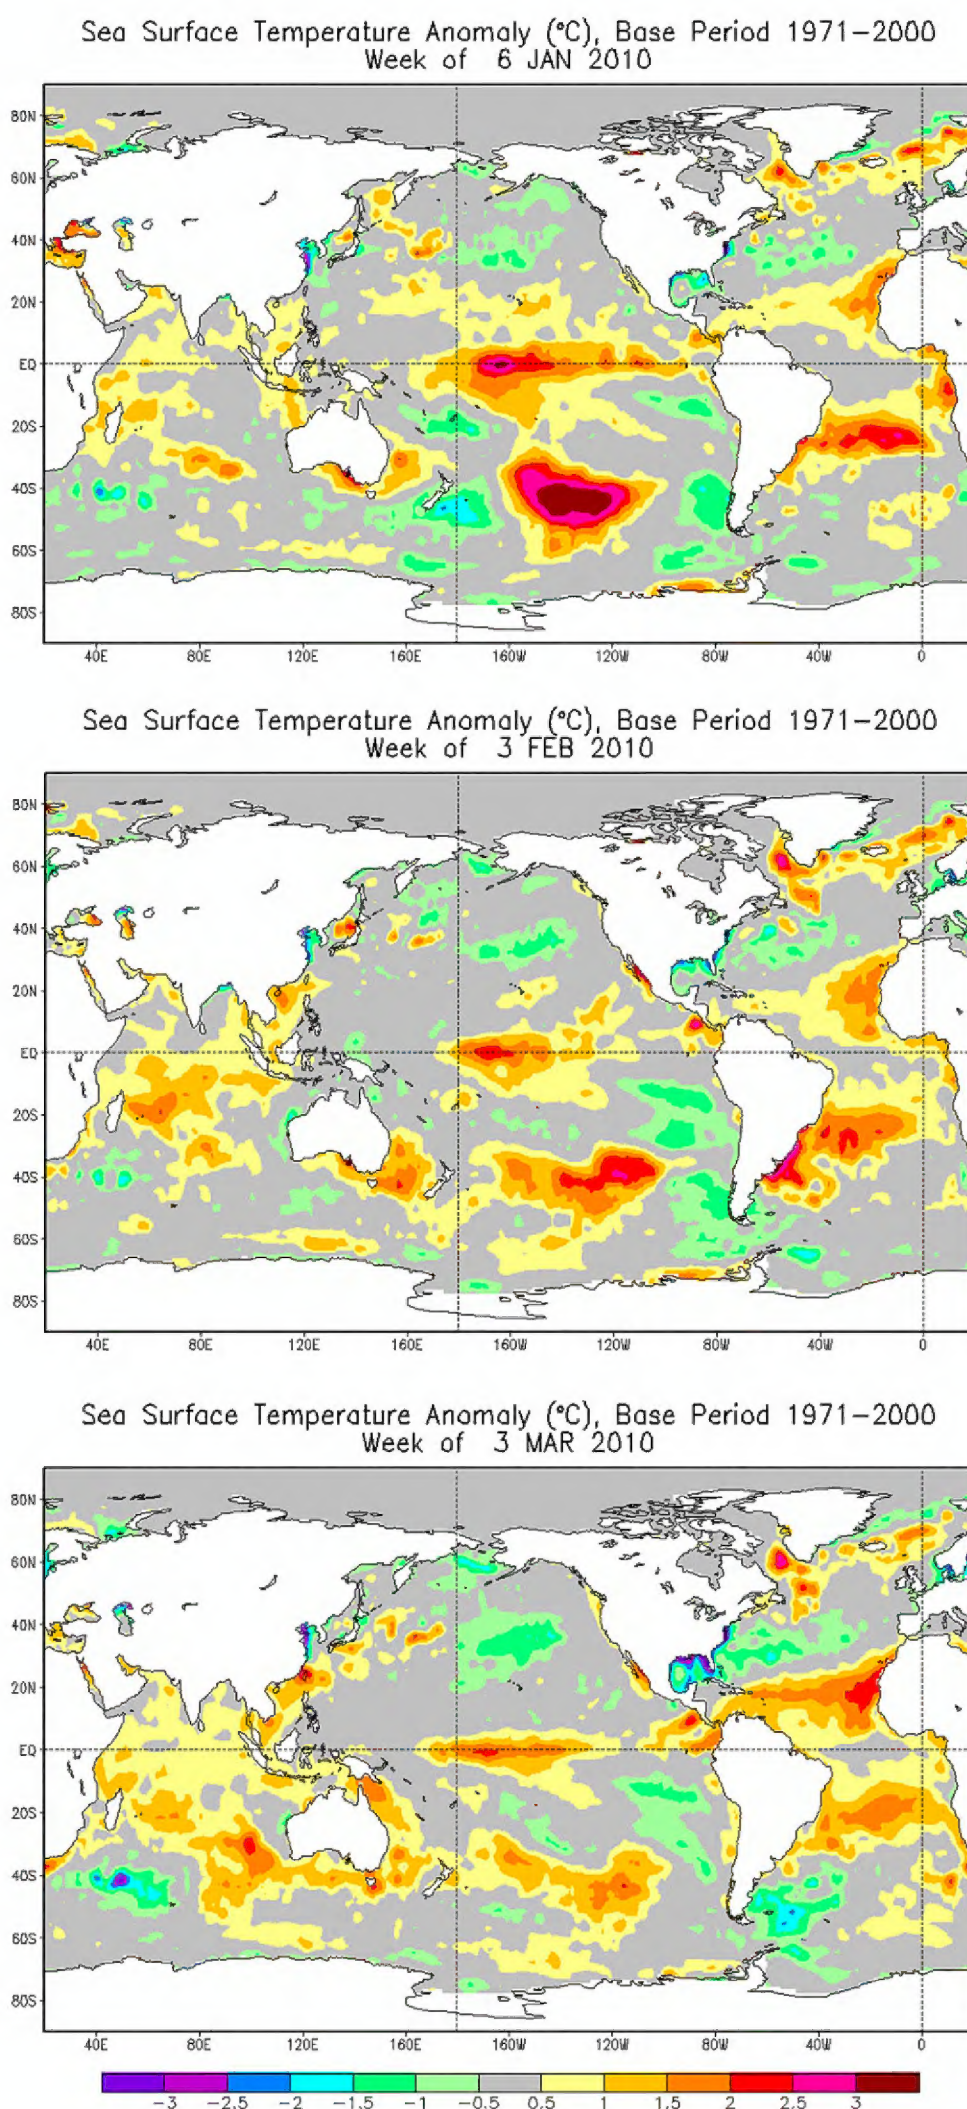 Sea Surface Temperature Anomaly (°C), Base Period 1971–2000
Week of 6 JAN 2010
80N
60N
40N
20N
EQ
20S
40S
60S
80S
40E 80E 120E 160E 160W 120W 80W 40W 0
Sea Surface Temperature Anomaly (°C), Base Period 1971–2000
Week of 3 FEB 2010
80N
60N
40N
20N
EQ
20S
40S
60S
80S
40E 80E 120E 160E 160W 120W 80W 40W 0
Sea Surface Temperature Anomaly (°C), Base Period 1971–2000
Week of 3 MAR 2010
80N
60N
40N
20N
EQ
20S
40S
60S
80S
40E 80E 120E 160E 160W 120W 80W 40W 0
−3 −2.5 −2 −1.5 −1 −0.5 0.5 1 1.5 2 2.5 3